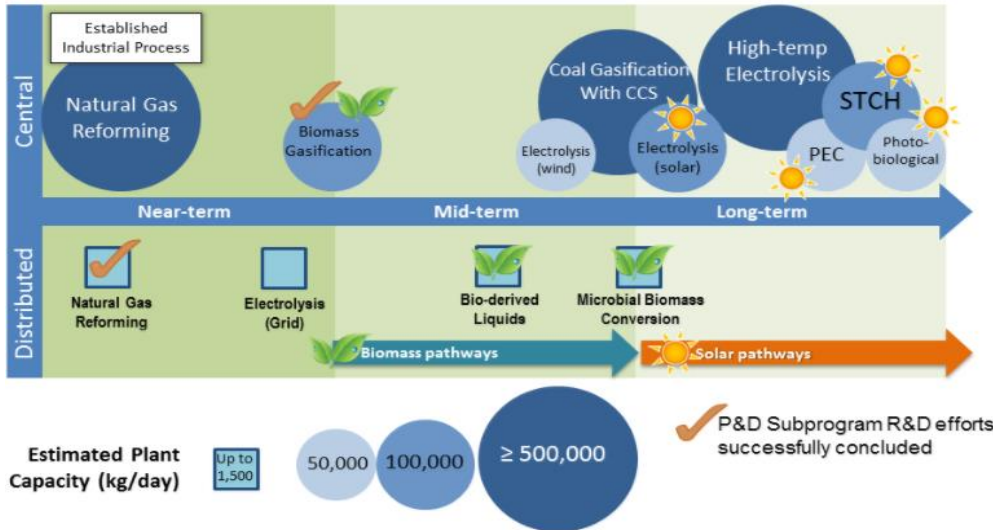 Established
Industrial Process
Central
Natural Gas
Reforming
Biomass
Gasification
Coal Gasification
With CCS
Electrolysis
(wind)
Electrolysis
(solar)
High-temp
Electrolysis
STCH
PEC
Photo-
biological
Near-term
Mid-term
Long-term
Distributed
Natural Gas
Reforming
Electrolysis
(Grid)
Bio-derived
Liquids
Microbial Biomass
Conversion
Biomass pathways
Solar pathways
Estimated Plant
Capacity (kg/day)
Up to
1,500
50,000
100,000
≥ 500,000
P&D Subprogram R&D efforts
successfully concluded